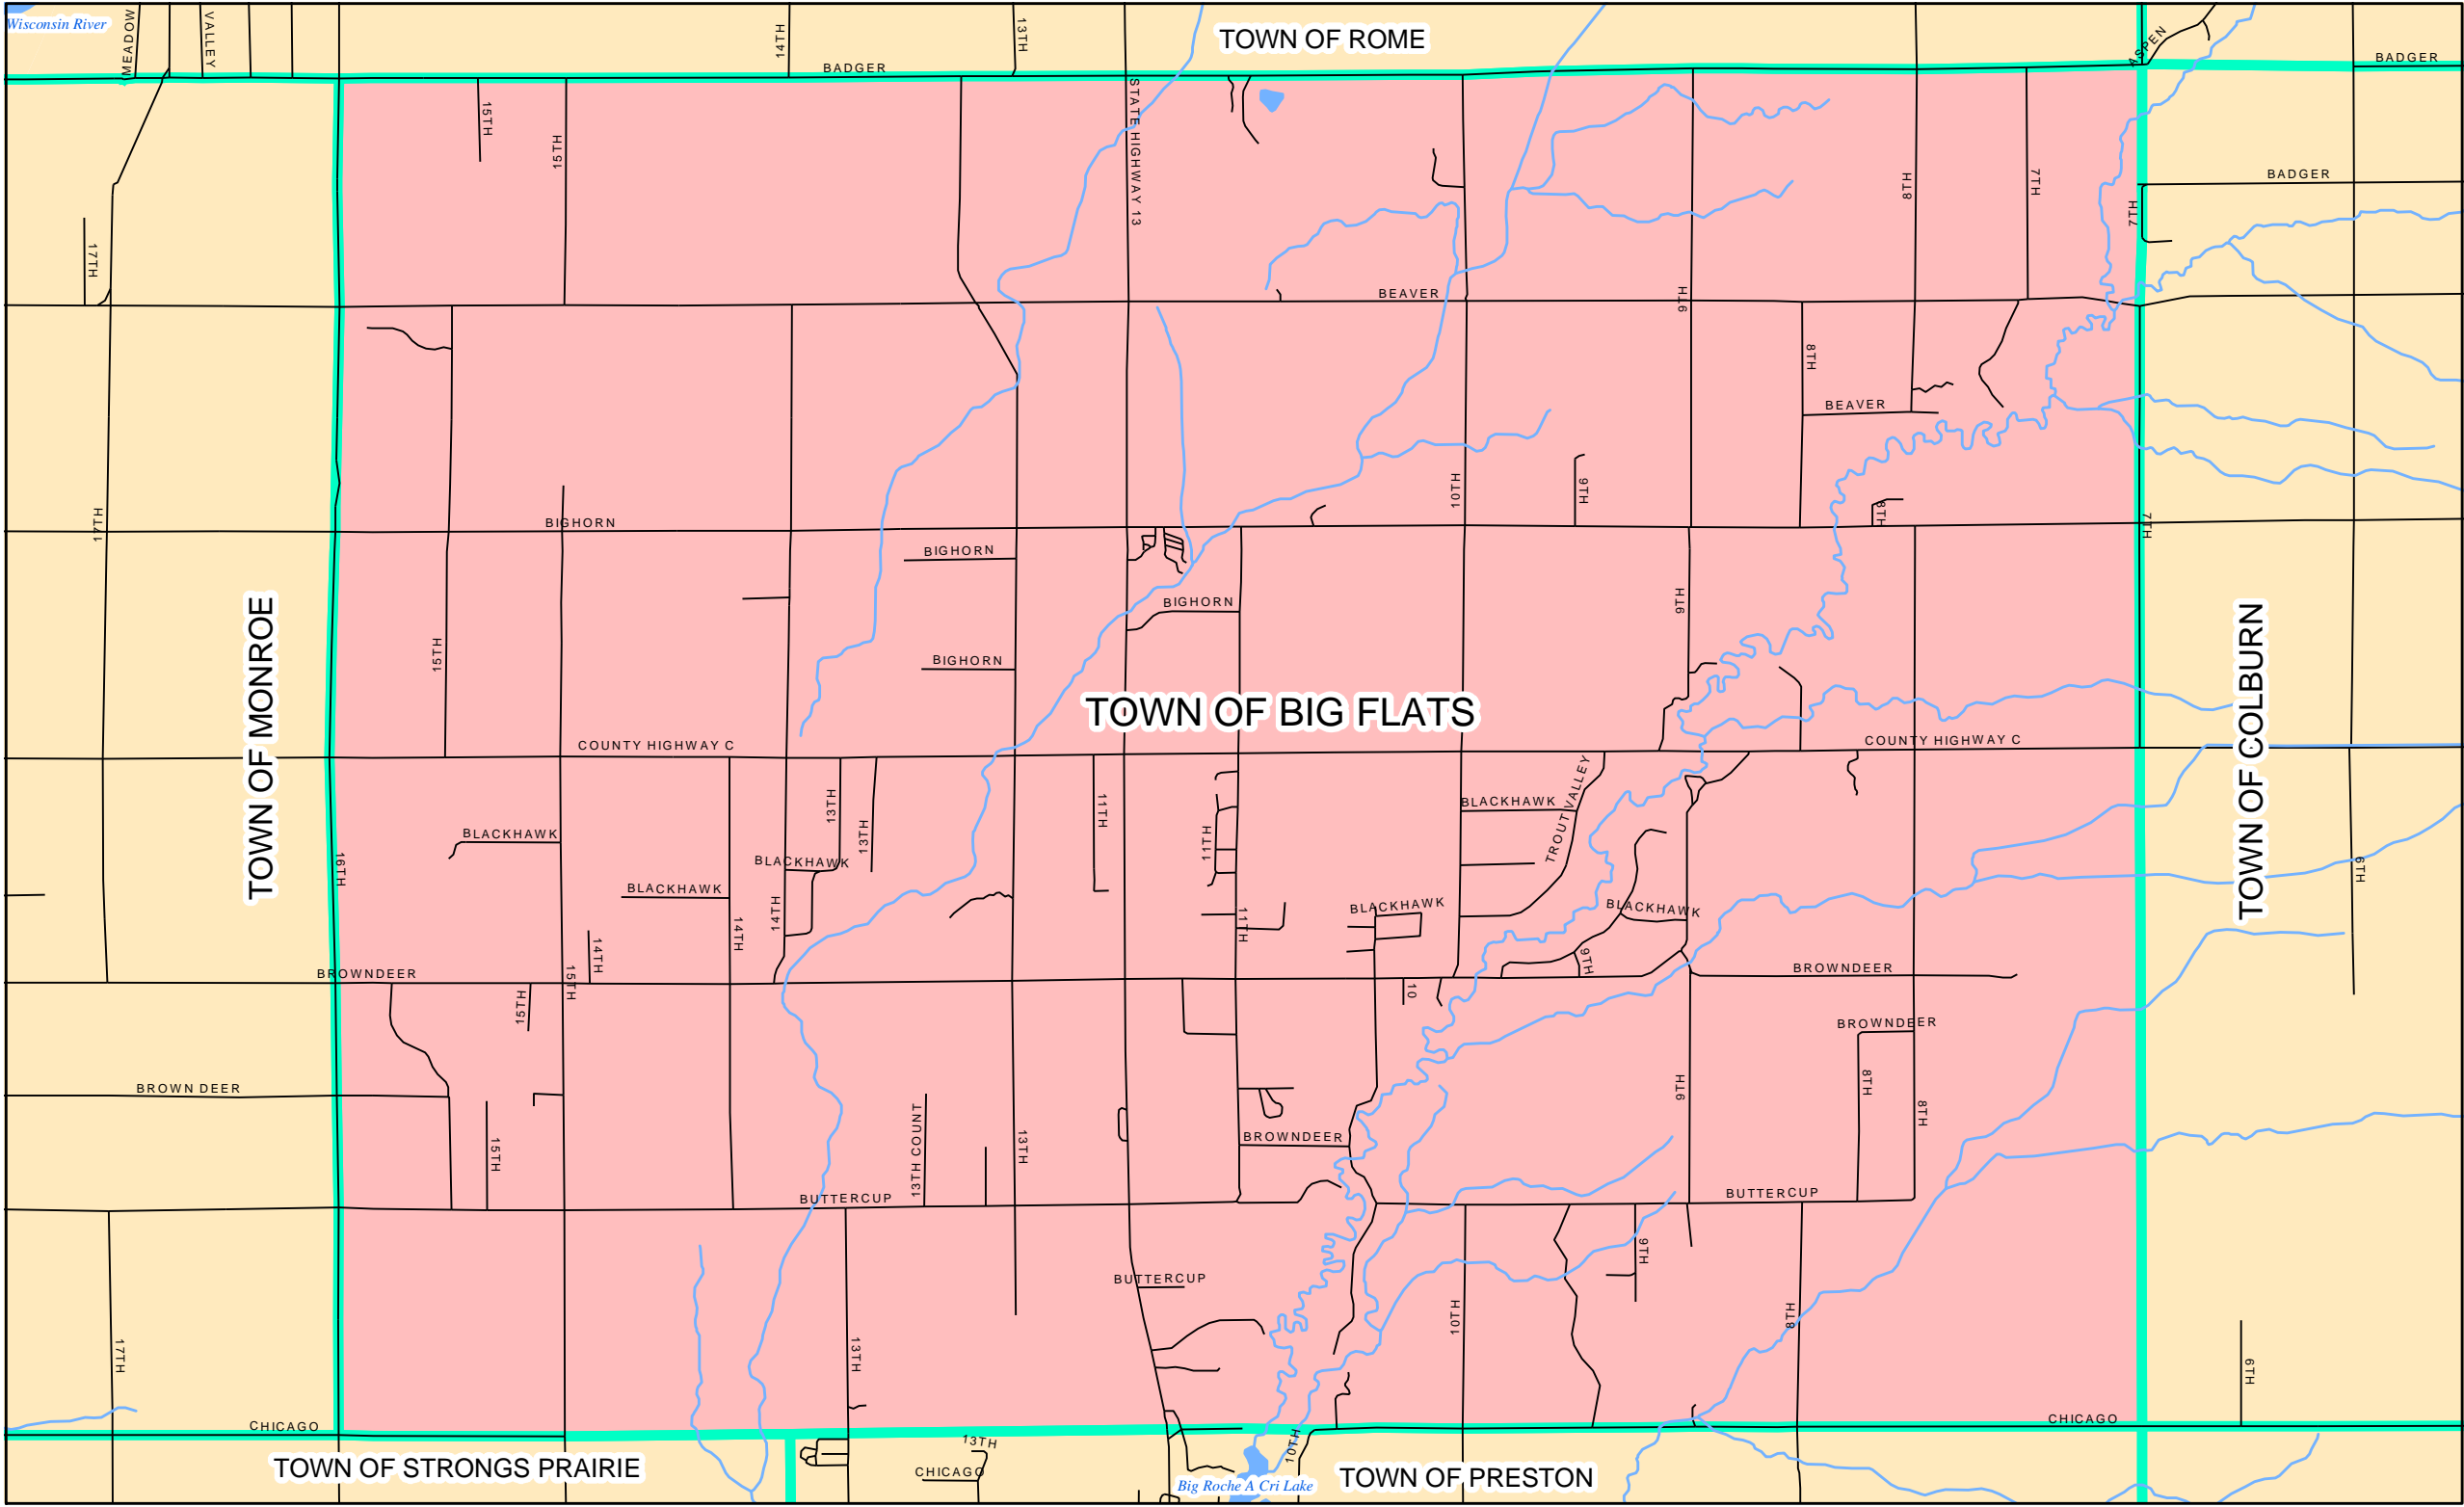 Wisconsin River
MEADOW
VALLEY
14TH
13TH
TOWN OF ROME
ASPEN
BADGER
BADGER
STATE HIGHWAY 13
15TH
15TH
8TH
7TH
BADGER
7TH
17TH
BEAVER
9TH
8TH
BEAVER
17TH
10TH
9TH
8TH
7TH
BIGHORN
BIGHORN
BIGHORN
9TH
15TH
BIGHORN
TOWN OF MONROE
TOWN OF BIG FLATS
TOWN OF COLBURN
COUNTY HIGHWAY C
COUNTY HIGHWAY C
13TH
13TH
11TH
11TH
BLACKHAWK
TROUT VALLEY
BLACKHAWK
BLACKHAWK
16TH
6TH
BLACKHAWK
14TH
14TH
11TH
BLACKHAWK
BLACKHAWK
14TH
9TH
BROWNDEER
15TH
BROWNDEER
15TH
10
BROWNDEER
BROWN DEER
9TH
8TH
8TH
13TH COUNT
13TH
15TH
BROWNDEER
BUTTERCUP
BUTTERCUP
9TH
BUTTERCUP
10TH
8TH
17TH
13TH
6TH
CHICAGO
CHICAGO
13TH
10TH
TOWN OF STRONGS PRAIRIE
CHICAGO
TOWN OF PRESTON
Big Roche A Cri Lake